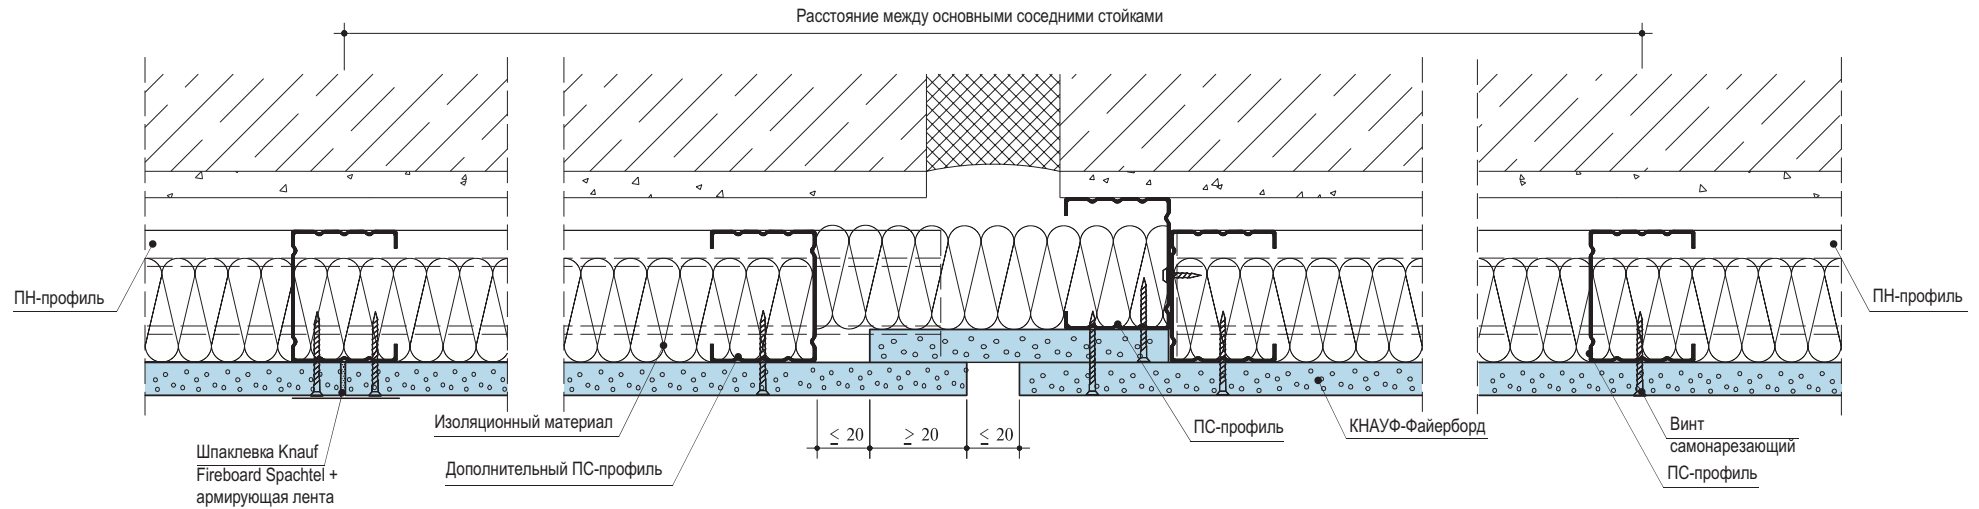 Расстояние между основными соседними стойками
ПН-профиль
ПН-профиль
≤ 20
≥ 20
≤ 20
Изоляционный материал
Дополнительный ПС-профиль
Шпаклевка Knauf
Fireboard Spachtel +
армирующая лента
ПС-профиль
КНАУФ-Файерборд
Винт
самонарезающий
ПС-профиль